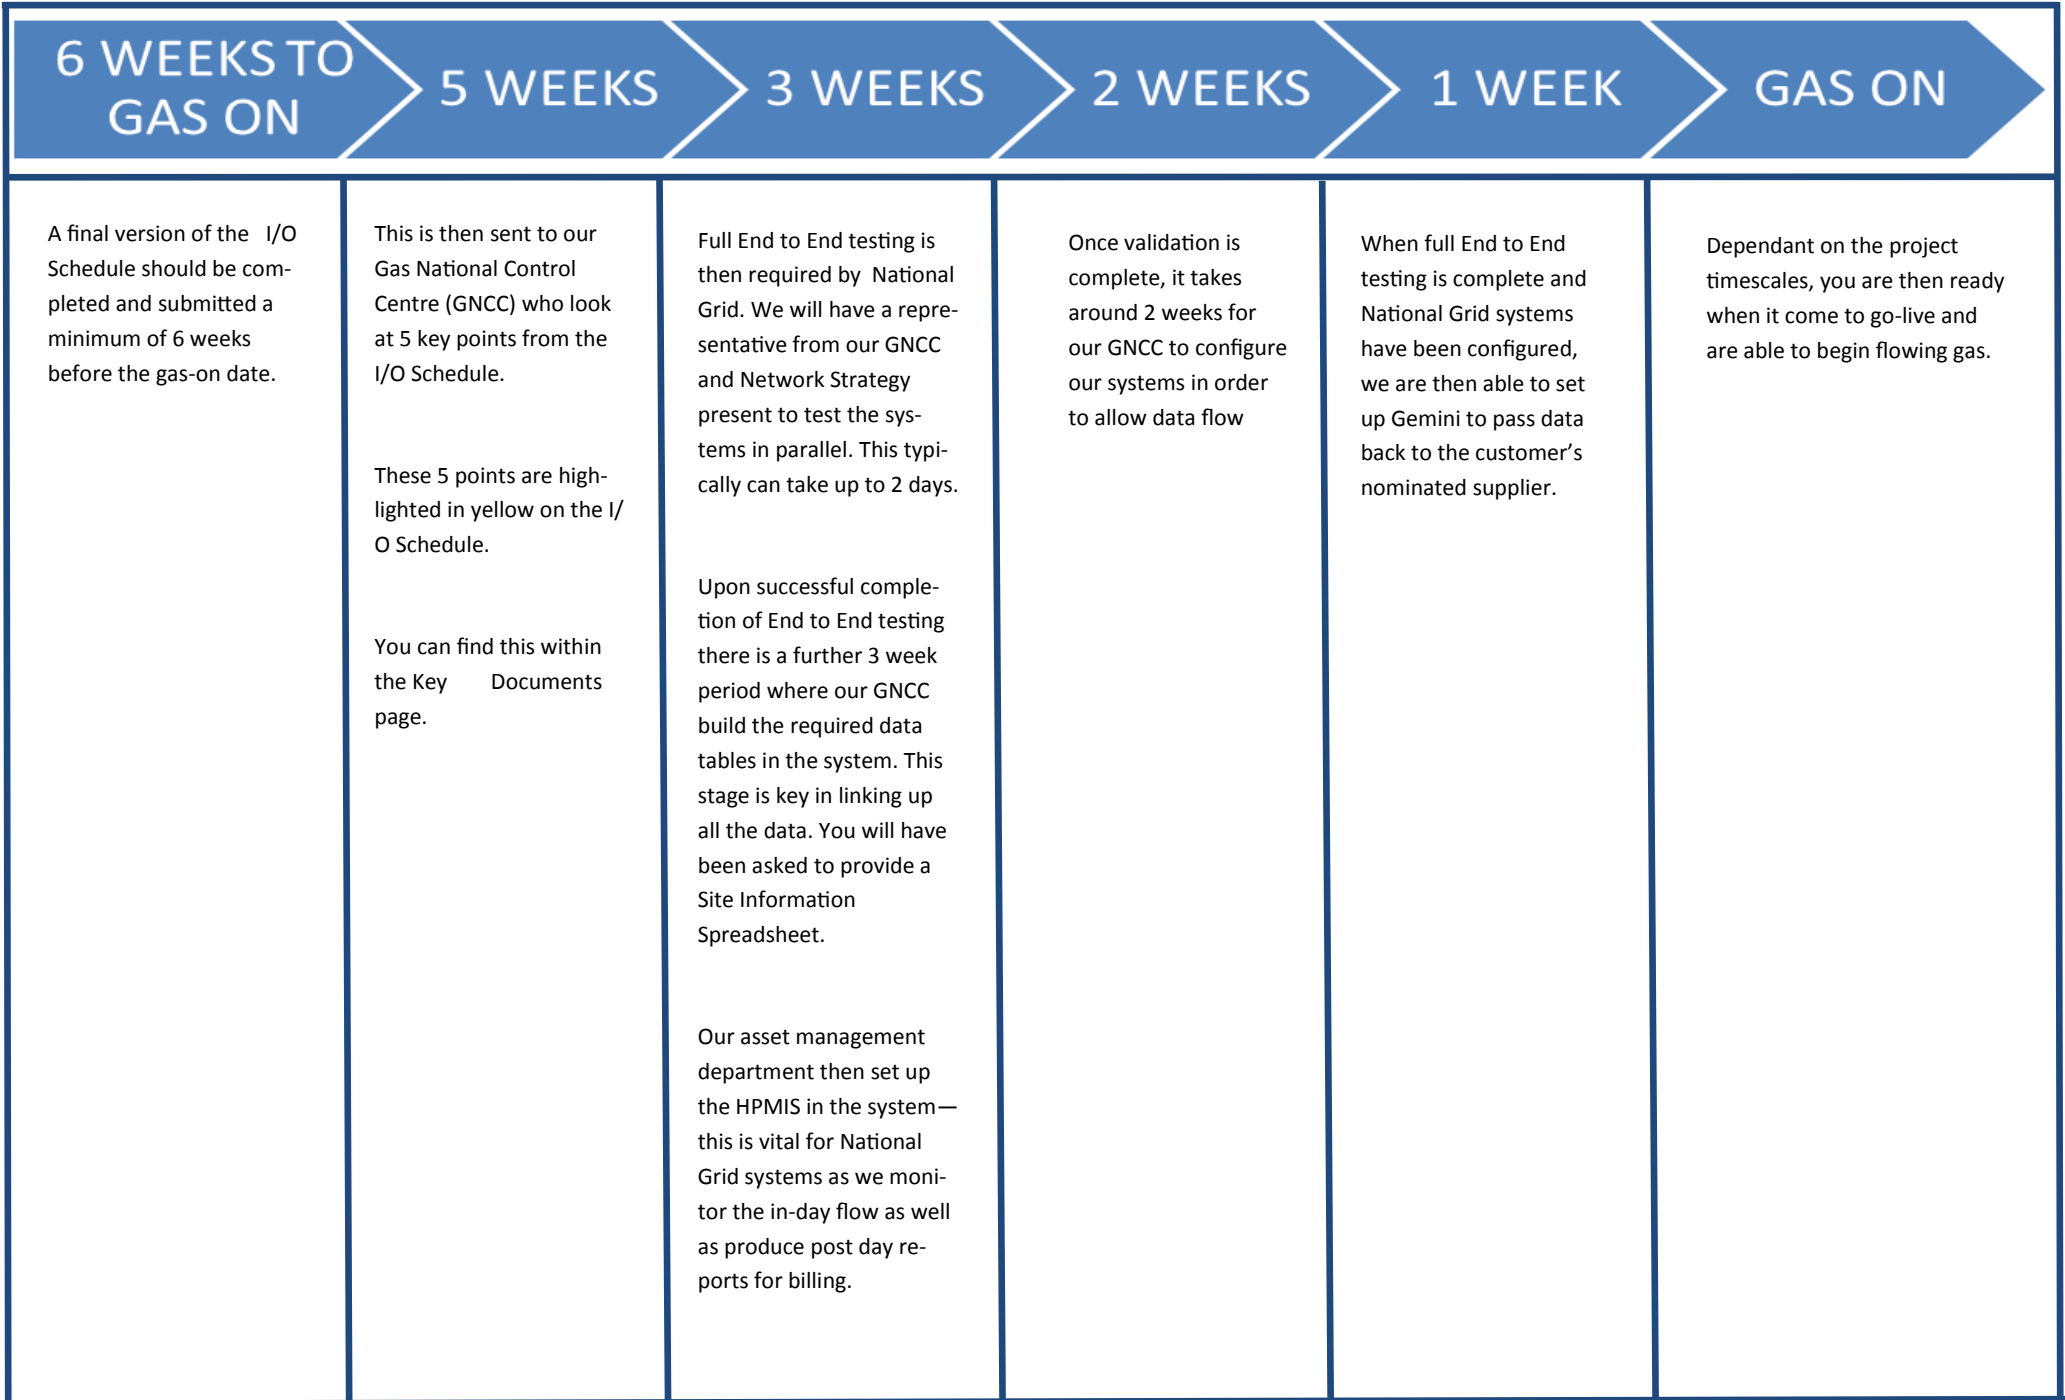 6 WEEKS TO
GAS ON
5 WEEKS
3 WEEKS
2 WEEKS
1 WEEK
GAS ON
A final version of the I/O
Schedule should be com-
pleted and submitted a
minimum of 6 weeks
before the gas-on date.
This is then sent to our
Gas National Control
Centre (GNCC) who look
at 5 key points from the
I/O Schedule.
These 5 points are high-
lighted in yellow on the I/
O Schedule.
You can find this within
the Key Documents
page.
Full End to End testing is
then required by National
Grid. We will have a repre-
sentative from our GNCC
and Network Strategy
present to test the sys-
tems in parallel. This typi-
cally can take up to 2 days.
Upon successful comple-
tion of End to End testing
there is a further 3 week
period where our GNCC
build the required data
tables in the system. This
stage is key in linking up
all the data. You will have
been asked to provide a
Site Information
Spreadsheet.
Our asset management
department then set up
the HPMIS in the system—
this is vital for National
Grid systems as we moni-
tor the in-day flow as well
as produce post day re-
ports for billing.
Once validation is
complete, it takes
around 2 weeks for
our GNCC to configure
our systems in order
to allow data flow
When full End to End
testing is complete and
National Grid systems
have been configured,
we are then able to set
up Gemini to pass data
back to the customer’s
nominated supplier.
Dependant on the project
timescales, you are then ready
when it come to go-live and
are able to begin flowing gas.